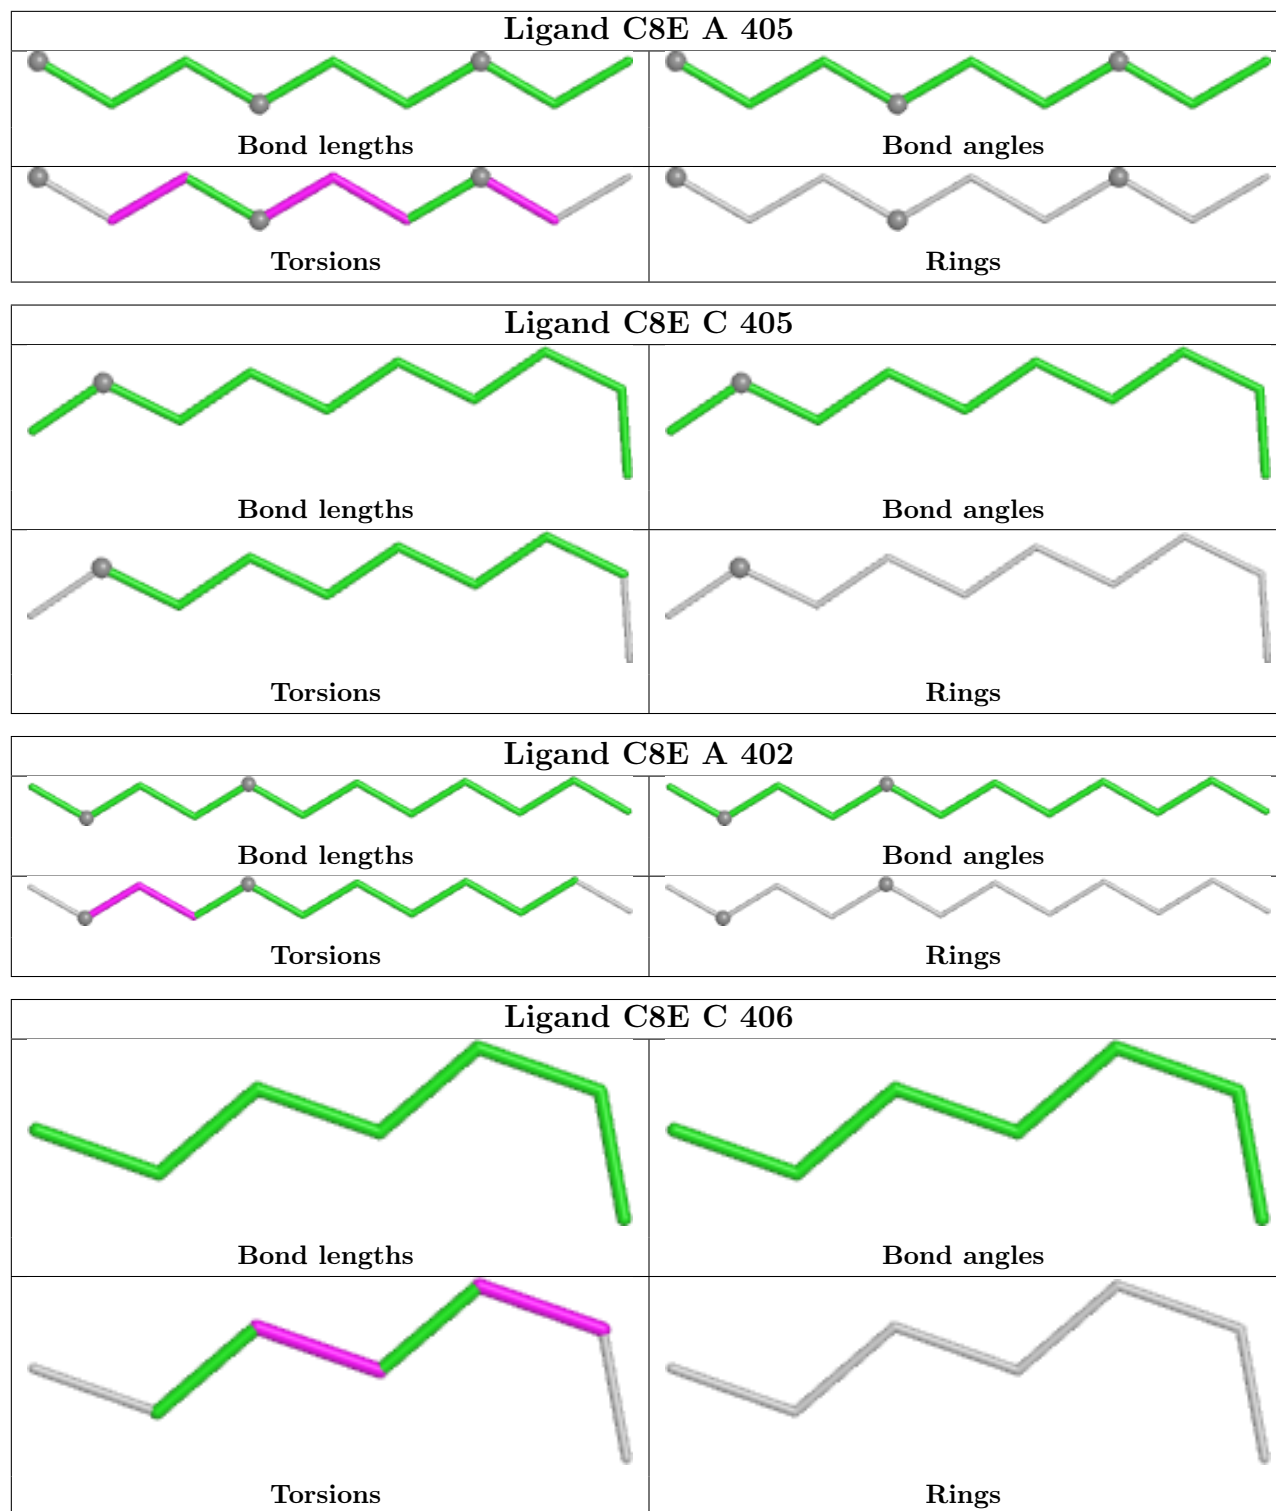 Ligand C8E A 405
Bond lengths
Bond angles
Torsions
Rings
Ligand C8E C 405
Bond lengths
Bond angles
Torsions
Rings
Ligand C8E A 402
Bond lengths
Bond angles
Torsions
Rings
Ligand C8E C 406
Bond lengths
Bond angles
Torsions
Rings